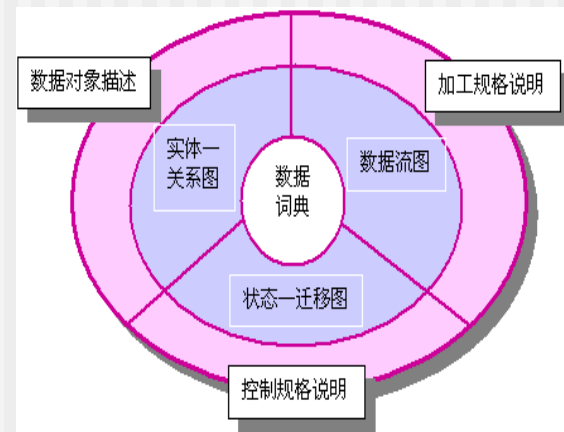 数据对象描述
加工规格说明
实体一
关系图
数据
词典
数据流图
状态一迁移图
控制规格说明